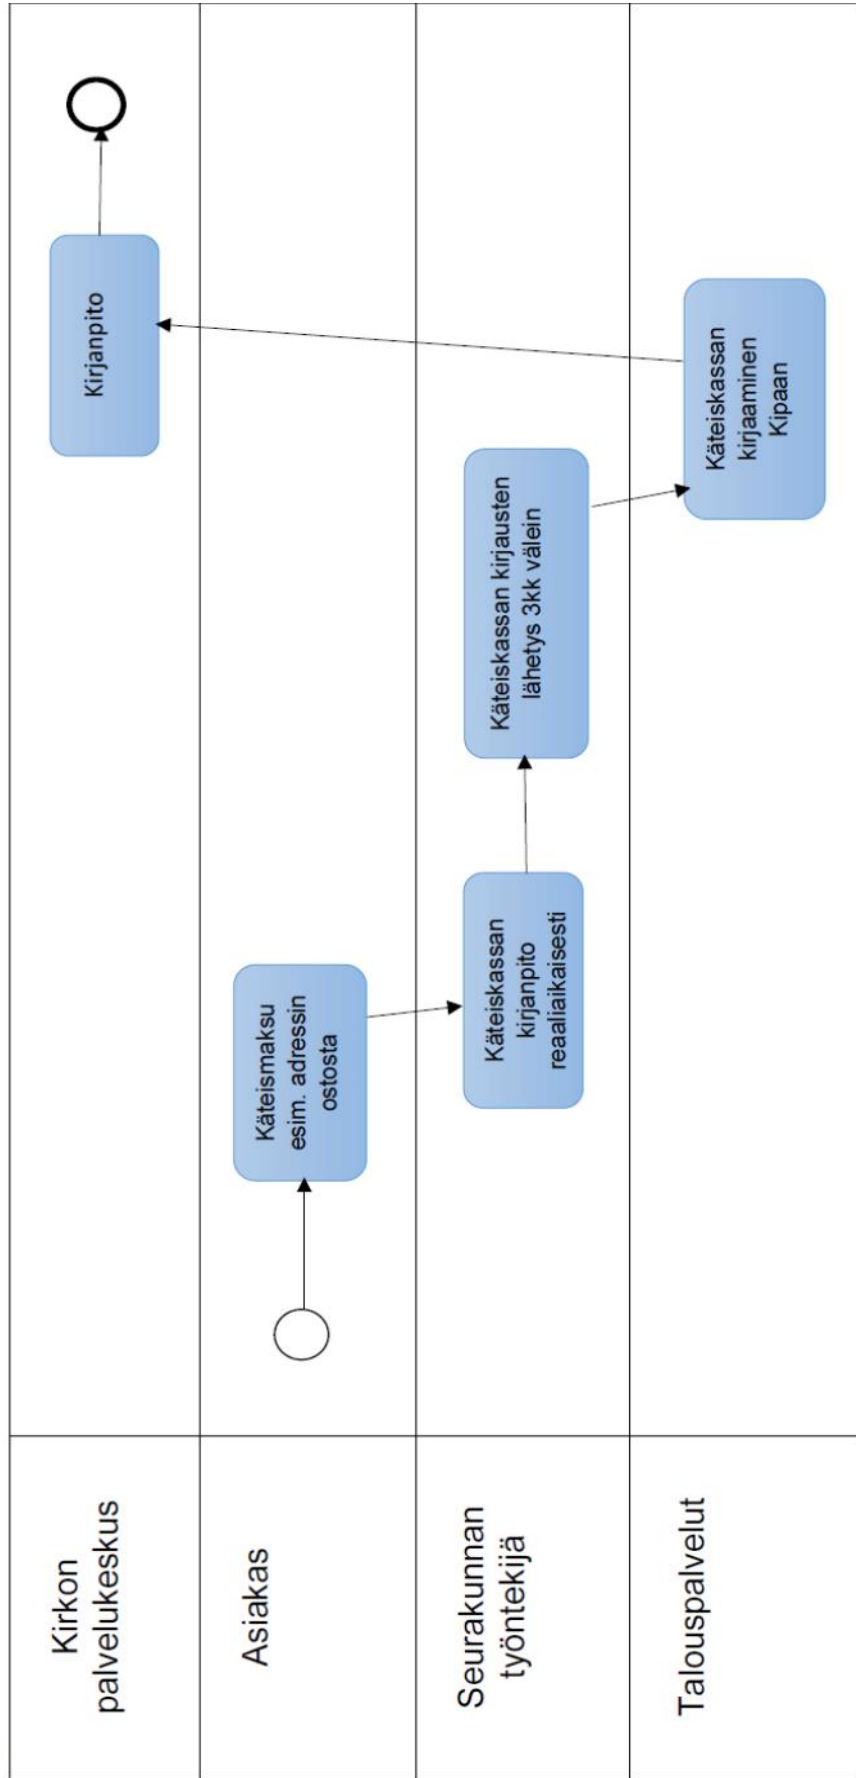 Kirkon
palvelukeskus
Kirjanpito
Asiakas
Käteismaksu
esim. adressin
ostosta
Seurakunnan
työntekijä
Käteiskassan
kirjanpito
reaaliaikaisesti
Käteiskassan kirjausten
lähetys 3kk välein
Talouspalvelut
Käteiskassan
kirjaaminen
Kipaan